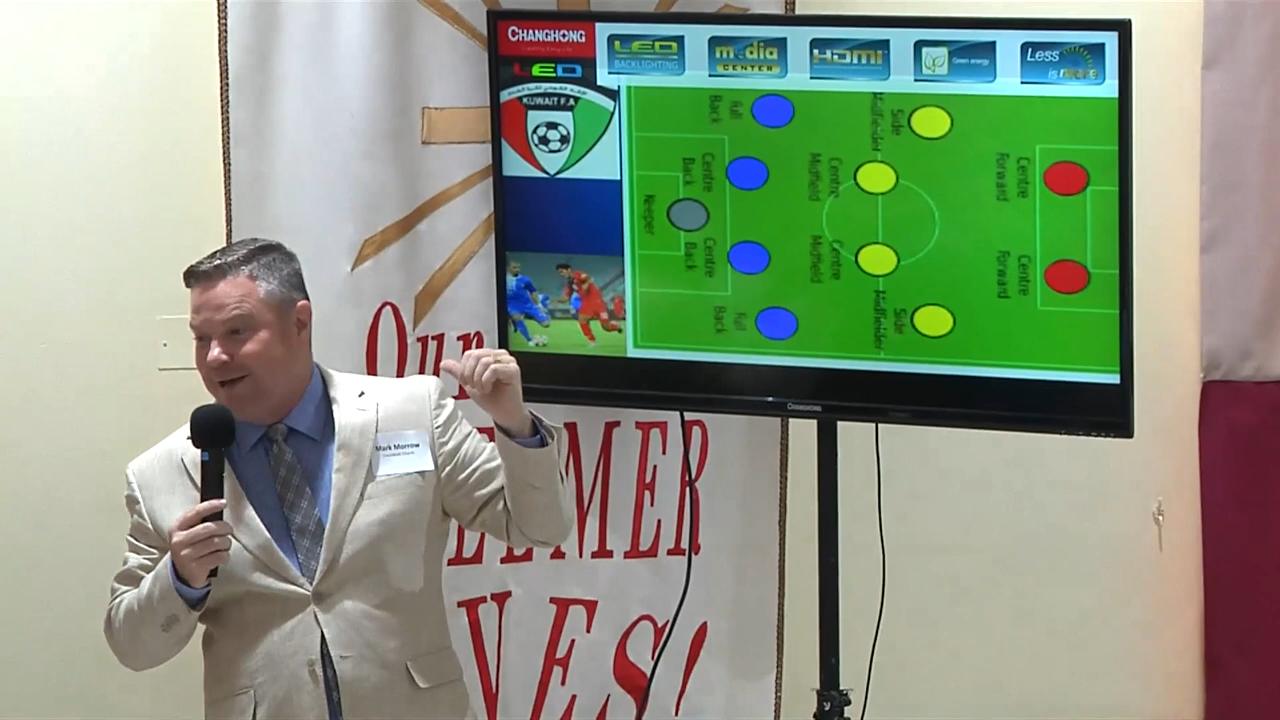 CHANGHONG
LED
LED
BACKLIGHTING
media
CENTER
HDMI
Green energy
Less
is more
KUWAIT F.A
Full
Back
Centre
Back
Keeper
Centre
Back
Full
Back
Side
Midfielder
Centre
Midfield
Centre
Midfield
Side
Midfielder
Centre
Forward
Centre
Forward
CHANGHONG
Our
EEMER
VES!
Mark Morrow